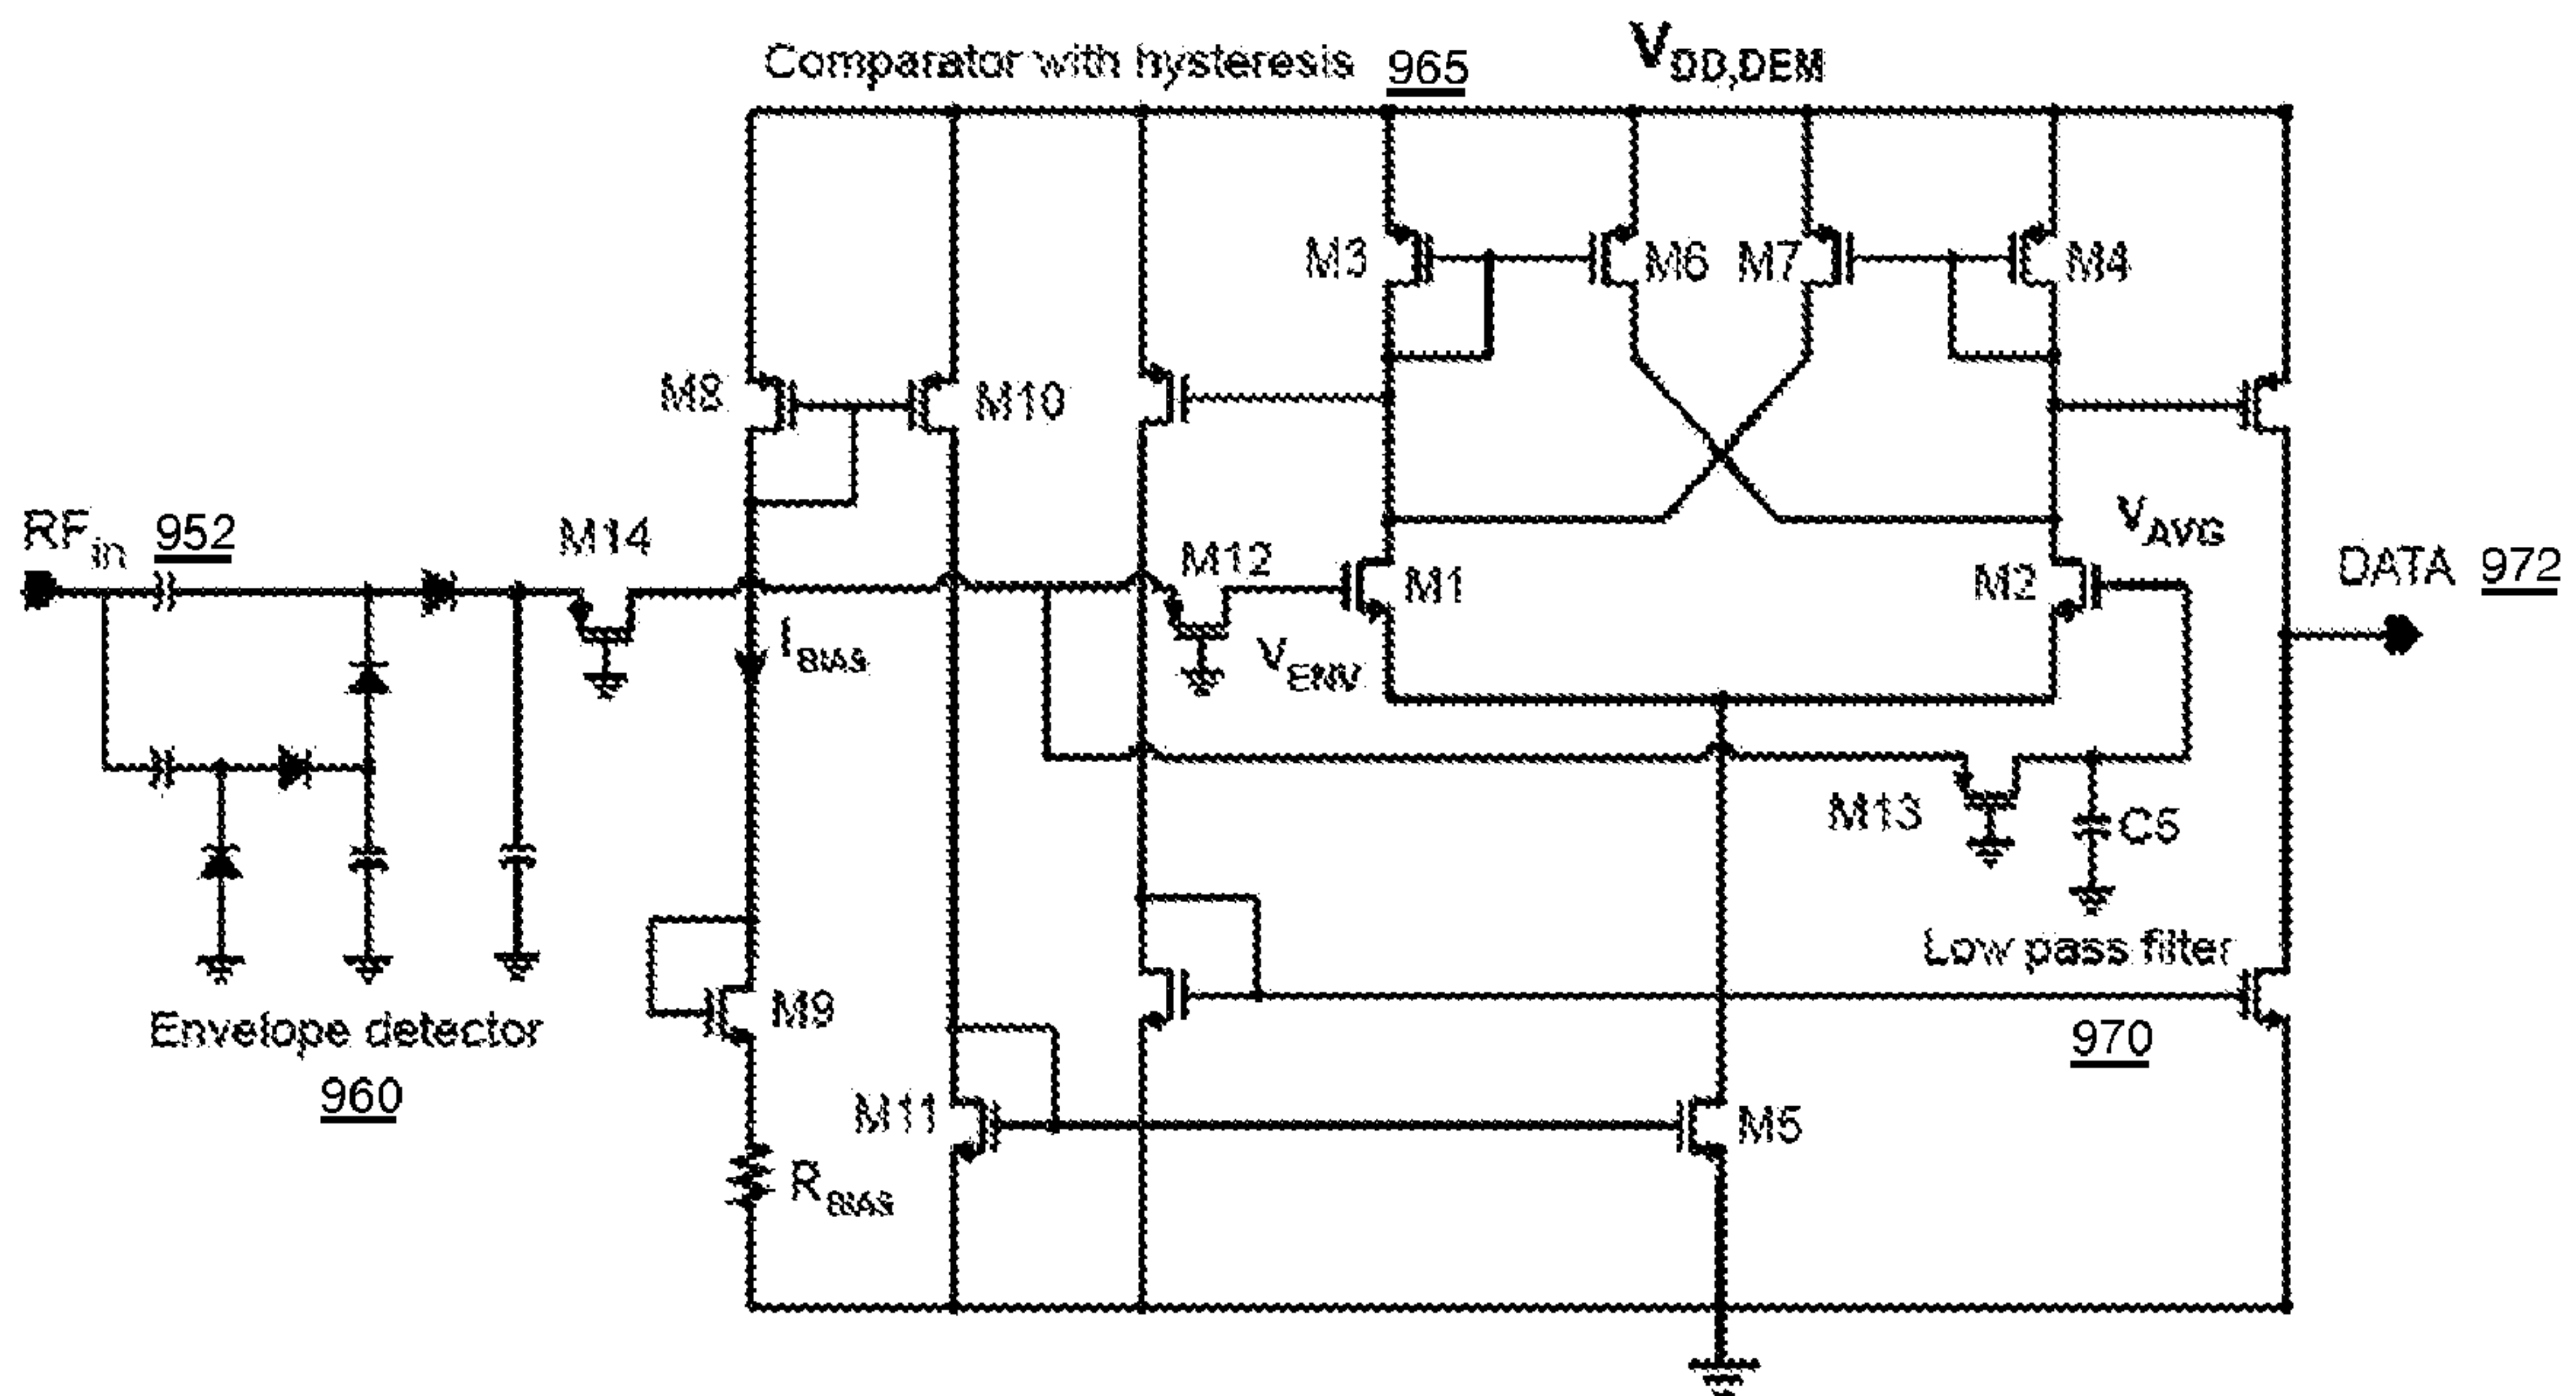 Comparator with hysteresis 965
VDD,DEM
M3
M6
M7
M4
M8
M10
RFin
952
M14
M12
M1
M2
VAVG
DATA 972
IBIAS
VENV
M13
C5
Low pass filter
970
Envelope detector
960
M9
M11
M5
RBIAS